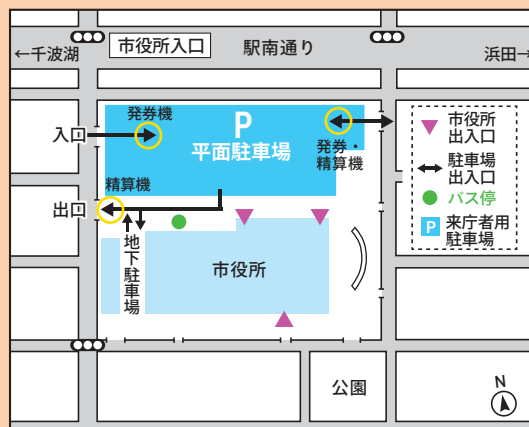 市役所入口
駅南通り
←千波湖
浜田→
発券機
P
平面駐車場
入口
発券・
精算機
精算機
出口
地下駐車場
市役所
公園
市役所
出入口
駐車場
出入口
バス停
P
来庁者用
駐車場
N